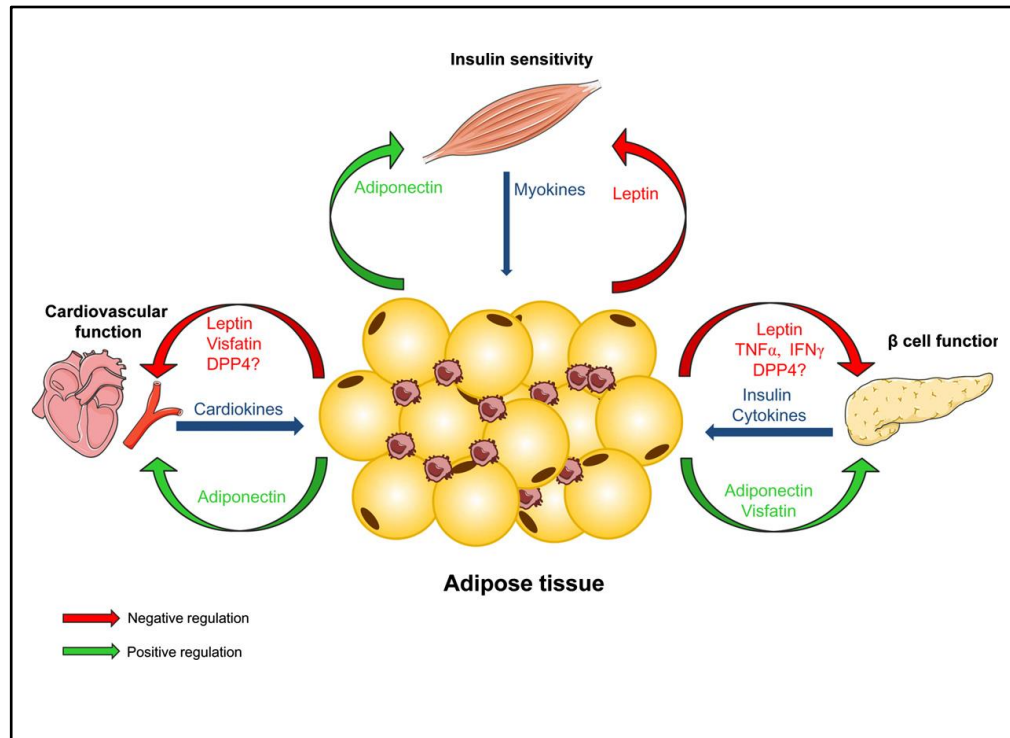 Insulin sensitivity
Adiponectin
Myokines
Leptin
Cardiovascular
function
Leptin
Visfatin
DPP4?
Cardiokines
Adiponectin
Leptin
TNFα, IFNγ
DPP4?
β cell function
Insulin
Cytokines
Adiponectin
Visfatin
Adipose tissue
Negative regulation
Positive regulation